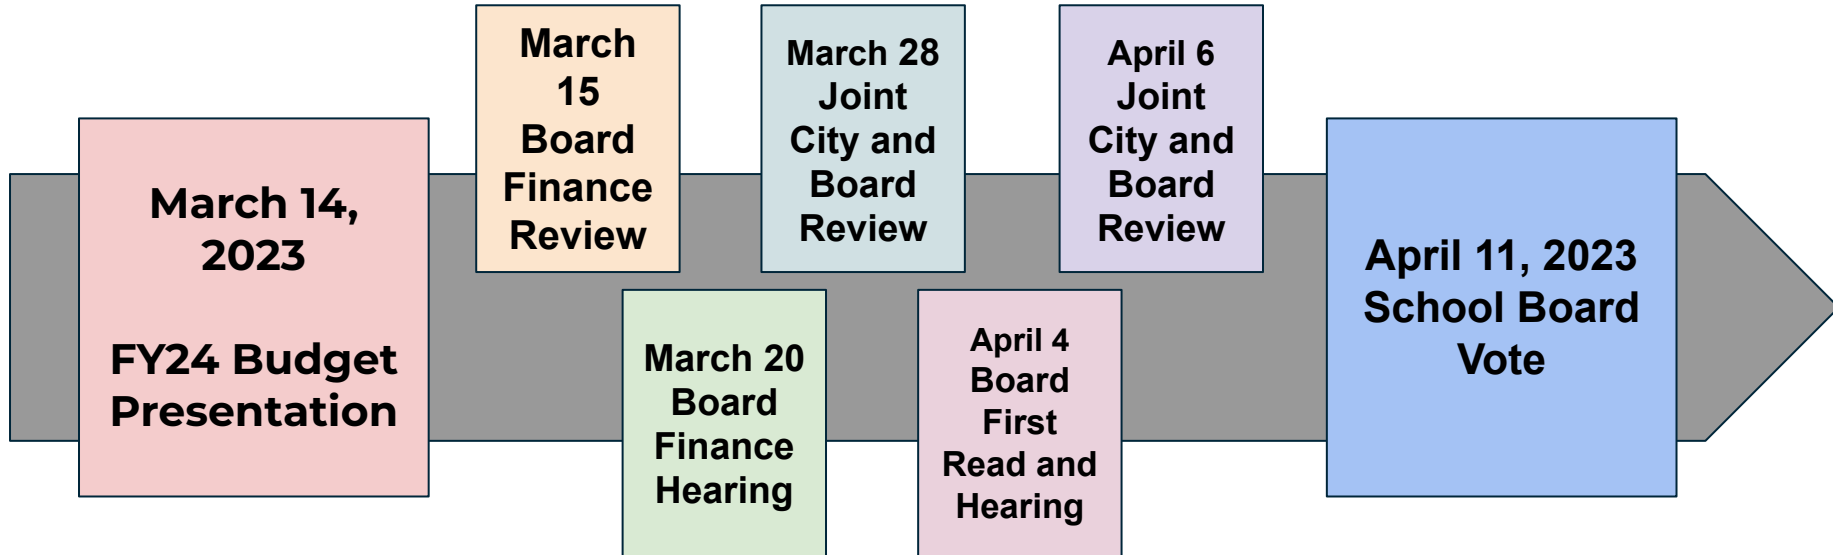 March 14,
2023
FY24 Budget
Presentation
March
15
Board
Finance
Review
March 20
Board
Finance
Hearing
March 28
Joint
City and
Board
Review
April 4
Board
First
Read and
Hearing
April 6
Joint
City and
Board
Review
April 11, 2023
School Board
Vote